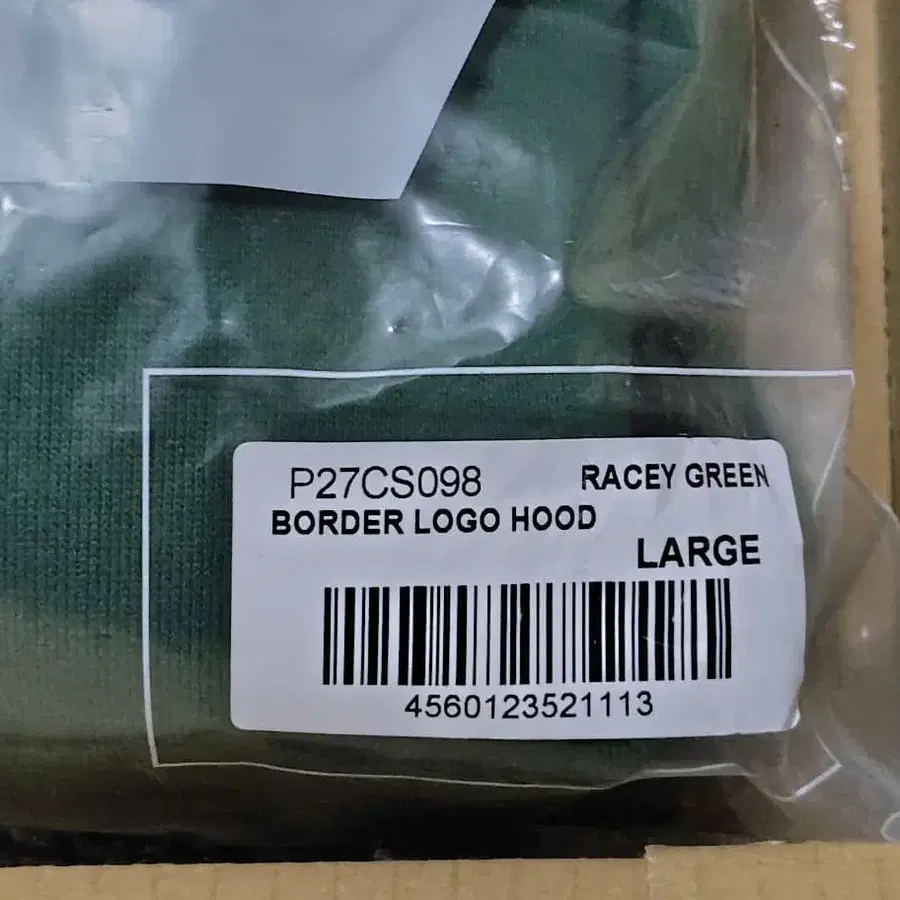 P27CS098 RACEY GREEN
BORDER LOGO HOOD
LARGE
4560123521113